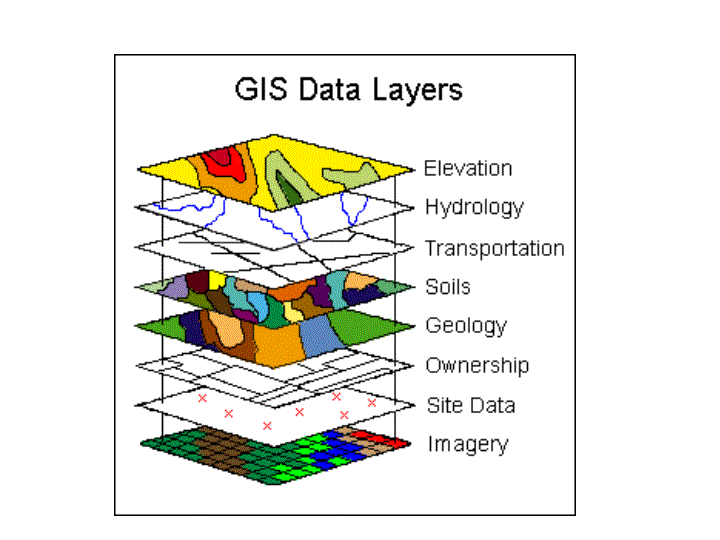 GIS Data Layers
Elevation
Hydrology
Transportation
Soils
Geology
Ownership
Site Data
Imagery